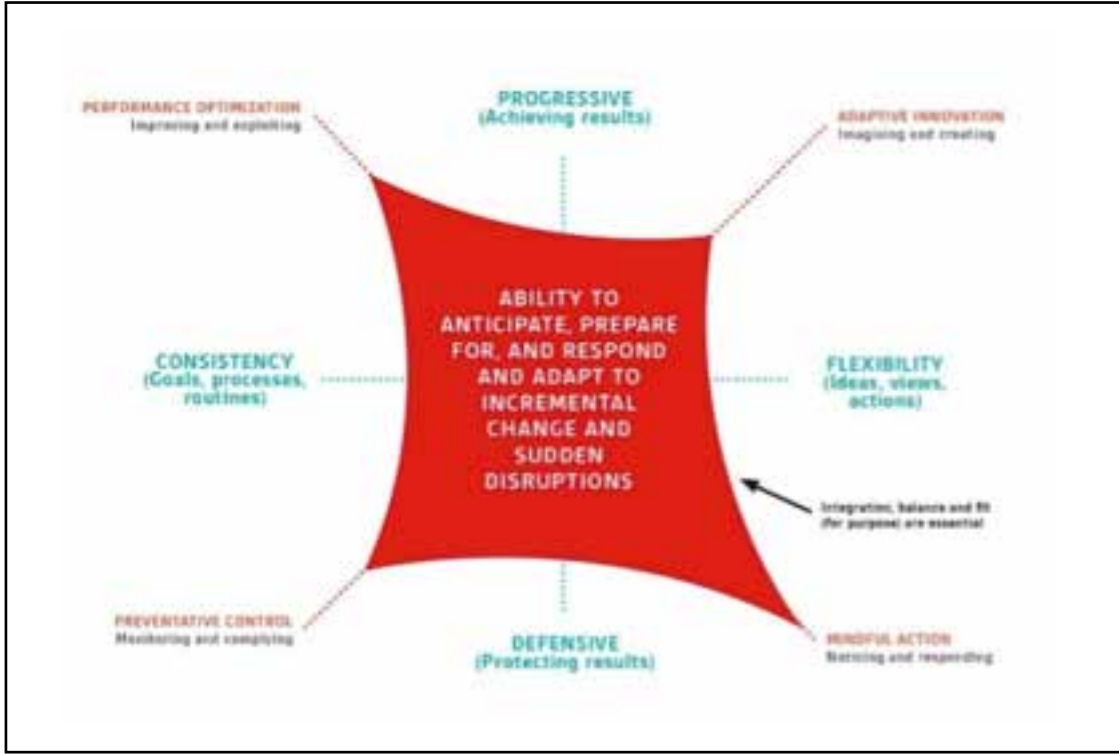 PERFORMANCE OPTIMIZATION
Improving and exploiting
PROGRESSIVE
(Achieving results)
ADAPTIVE INNOVATION
Imagining and creating
ABILITY TO
ANTICIPATE, PREPARE
FOR, AND RESPOND
AND ADAPT TO
INCREMENTAL
CHANGE AND
SUDDEN
DISRUPTIONS
CONSISTENCY
(Goals, processes,
routines)
FLEXIBILITY
(Ideas, views,
actions)
Integration, balance and fit
(for purpose) are essential
PREVENTATIVE CONTROL
Monitoring and complying
DEFENSIVE
(Protecting results)
MINDFUL ACTION
Noticing and responding